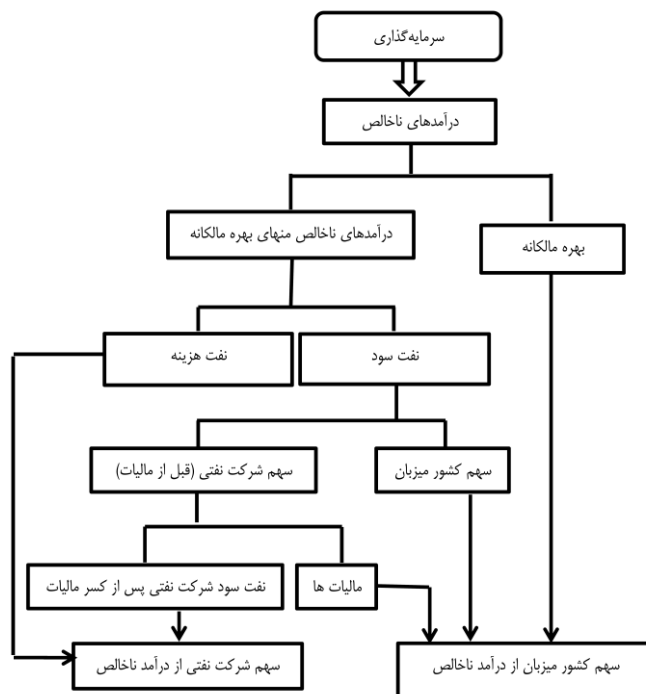 سرمایه‌گذاری
درآمدهای ناخالص
درآمدهای ناخالص منهای بهره مالکانه
بهره مالکانه
نفت سود
نفت هزینه
سهم کشور میزبان
سهم شرکت نفتی (قبل از مالیات)
مالیات ها
نفت سود شرکت نفتی پس از کسر مالیات
سهم کشور میزبان از درآمد ناخالص
سهم شرکت نفتی از درآمد ناخالص